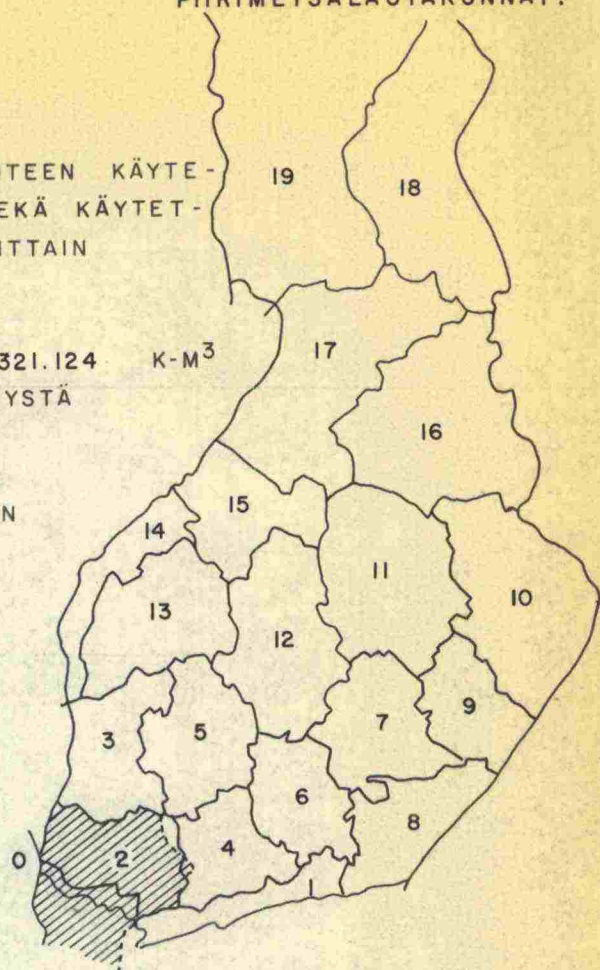 PIIRIMETSÄLAUTAKUNNAT.
TEEN KÄYTE-
EKÄ KÄYTET-
ITTAIN
321.124 K-M³
YSTÄ
N
19
18
17
16
15
14
11
10
13
12
9
3
5
7
6
8
0
2
4
1